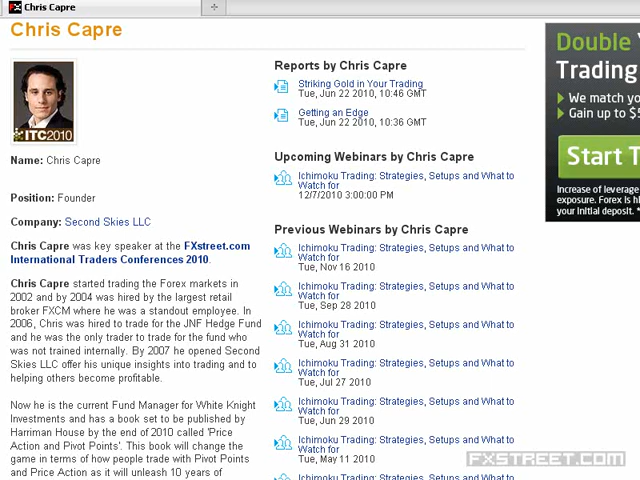 Chris Capre
Chris Capre
ITC2010
Name: Chris Capre
Position: Founder
Company: Second Skies LLC
Chris Capre was key speaker at the FXstreet.com
International Traders Conferences 2010.
Chris Capre started trading the Forex markets in
2002 and by 2004 was hired by the largest retail
broker FXCM where he was a standout employee. In
2006, Chris was hired to trade for the JNF Hedge Fund
and he was the only trader to trade for the fund who
was not trained internally. By 2007 he opened Second
Skies LLC offer his unique insights into trading and to
helping others become profitable.
Now he is the current Fund Manager for White Knight
Investments and has a book set to be published by
Harriman House by the end of 2010 called 'Price
Action and Pivot Points'. This book will change the
game in terms of how people trade with Pivot Points
and Price Action as it will unleash 10 years of
Reports by Chris Capre
Striking Gold in Your Trading
Tue, Jun 22 2010, 10:46 GMT
Getting an Edge
Tue, Jun 22 2010, 10:36 GMT
Upcoming Webinars by Chris Capre
Ichimoku Trading: Strategies, Setups and What to
Watch for
12/7/2010 3:00:00 PM
Previous Webinars by Chris Capre
Ichimoku Trading: Strategies, Setups and What to
Watch for
Tue, Nov 16 2010
Ichimoku Trading: Strategies, Setups and What to
Watch for
Tue, Sep 28 2010
Ichimoku Trading: Strategies, Setups and What to
Watch for
Tue, Aug 31 2010
Ichimoku Trading: Strategies, Setups and What to
Watch for
Tue, Jul 27 2010
Ichimoku Trading: Strategies, Setups and What to
Watch for
Tue, Jun 29 2010
Ichimoku Trading: Strategies, Setups and What to
Watch for
Tue, May 11 2010
Ichimoku Trading: Strategies, Setups and What to
Double
Trading
We match yo
Gain up to $5
Start T
Increase of leverage
exposure. Forex is hi
your initial deposit. *
FXSTREET.COM